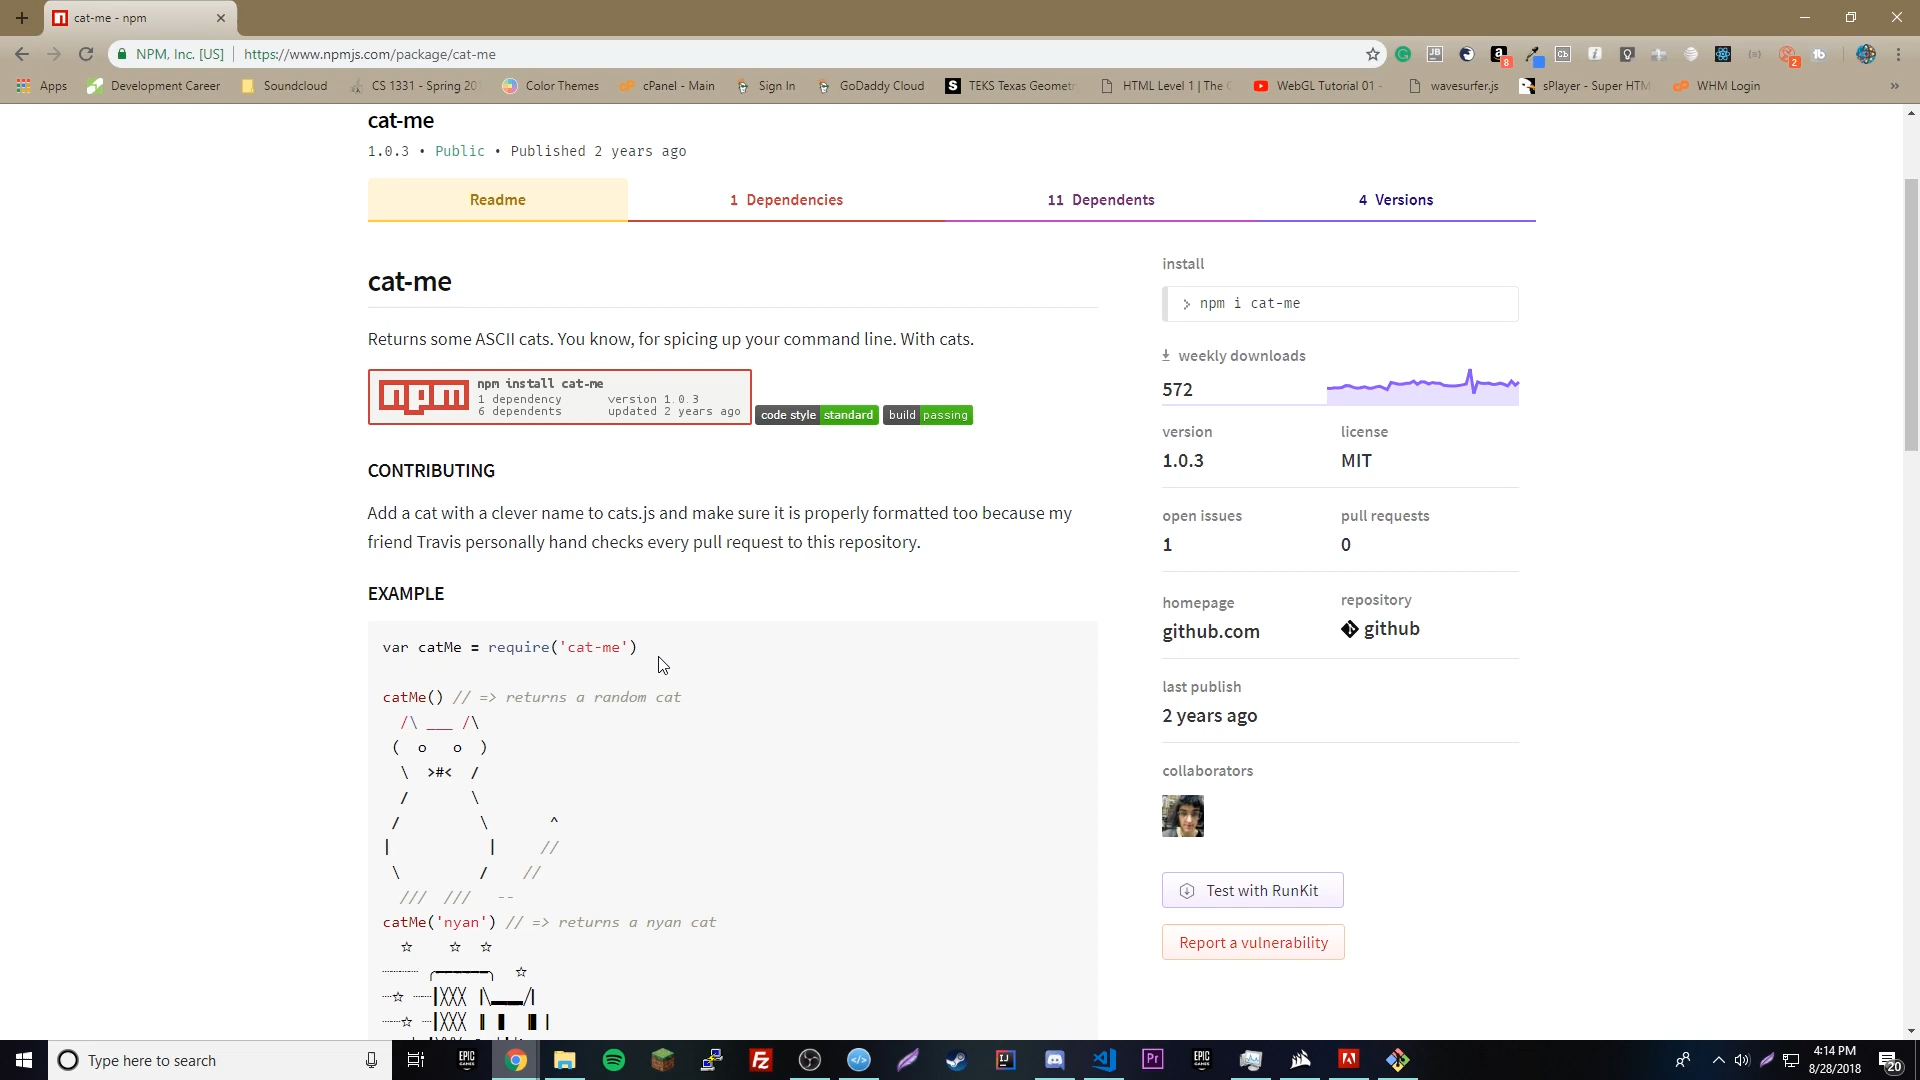 cat-me - npm
NPM, Inc. [US] https://www.npmjs.com/package/cat-me
Apps Development Career Soundcloud CS 1331 - Spring 20 Color Themes cPanel - Main Sign In GoDaddy Cloud TEKS Texas Geometr HTML Level 1 | The C WebGL Tutorial 01 - wavesurfer.js sPlayer - Super HTM WHM Login »
cat-me
1.0.3 • Public • Published 2 years ago
Readme
1 Dependencies
11 Dependents
4 Versions
cat-me
Returns some ASCII cats. You know, for spicing up your command line. With cats.
npm
npm install cat-me
1 dependency version 1.0.3
6 dependents updated 2 years ago
code style standard build passing
CONTRIBUTING
Add a cat with a clever name to cats.js and make sure it is properly formatted too because my
friend Travis personally hand checks every pull request to this repository.
EXAMPLE
var catMe = require('cat-me')
catMe() // => returns a random cat
  /\ ___ /\
 (  o   o  )
  \  >#<  /
  /       \
 /         \       ^
|           |     //
 \         /    //
  ///  ///   --
catMe('nyan') // => returns a nyan cat
install
> npm i cat-me
weekly downloads
572
version
1.0.3
license
MIT
open issues
1
pull requests
0
homepage
github.com
repository
github
last publish
2 years ago
collaborators
Test with RunKit
Report a vulnerability
Type here to search
4:14 PM
8/28/2018
20